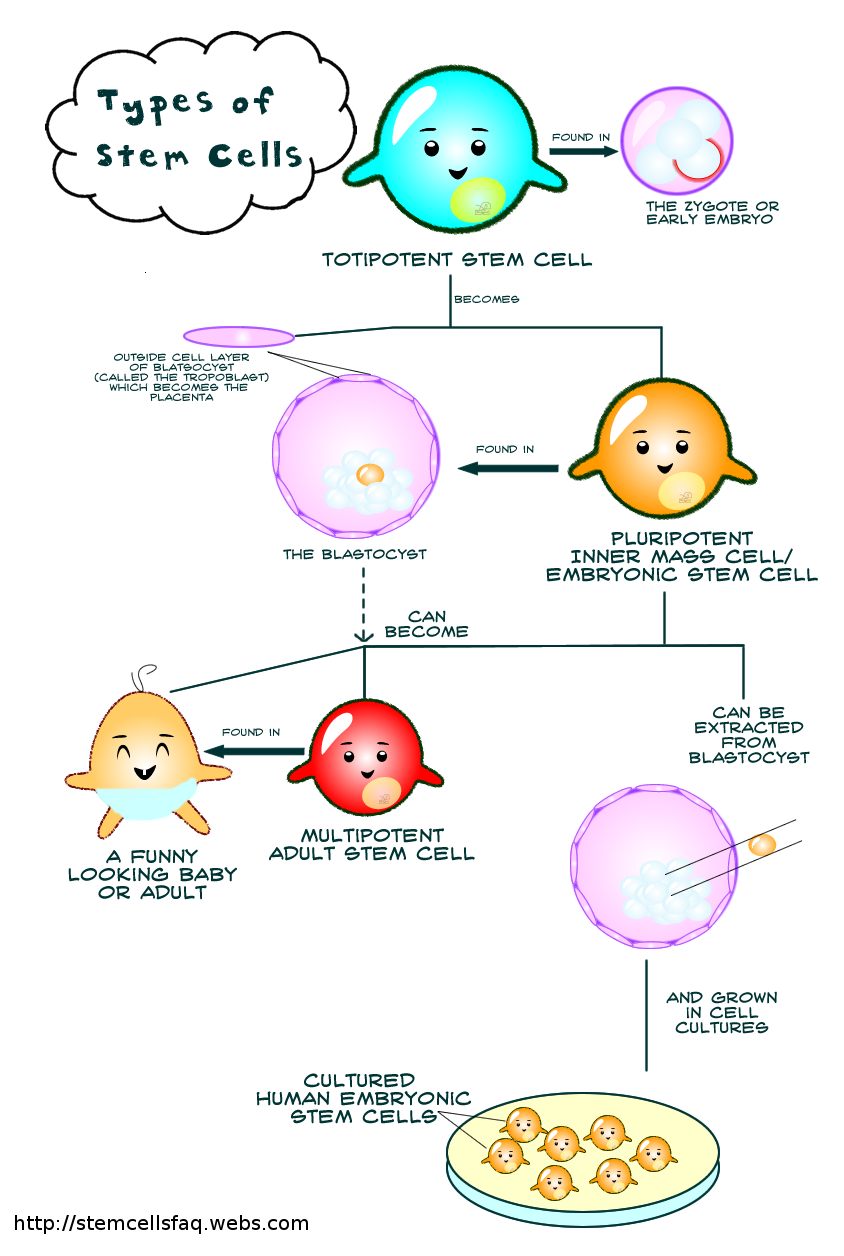 Types of
Stem Cells
FOUND IN
THE ZYGOTE OR
EARLY EMBRYO
TOTIPOTENT STEM CELL
BECOMES
OUTSIDE CELL LAYER
OF BLATSOCYST
(CALLED THE TROPOBLAST)
WHICH BECOMES THE
PLACENTA
FOUND IN
THE BLASTOCYST
PLURIPOTENT
INNER MASS CELL/
EMBRYONIC STEM CELL
CAN
BECOME
FOUND IN
CAN BE
EXTRACTED
FROM
BLASTOCYST
MULTIPOTENT
ADULT STEM CELL
A FUNNY
LOOKING BABY
OR ADULT
AND GROWN
IN CELL
CULTURES
CULTURED
HUMAN EMBRYONIC
STEM CELLS
http://stemcellsfaq.webs.com